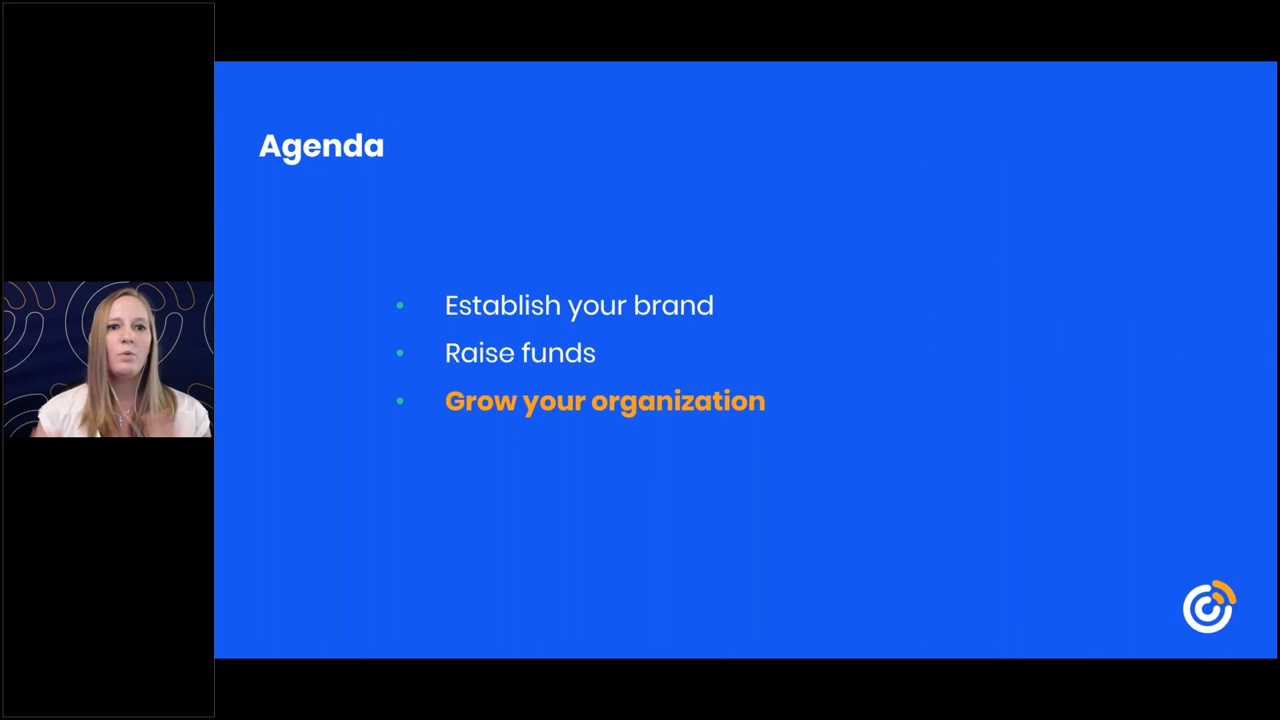 Agenda
Establish your brand
Raise funds
Grow your organization